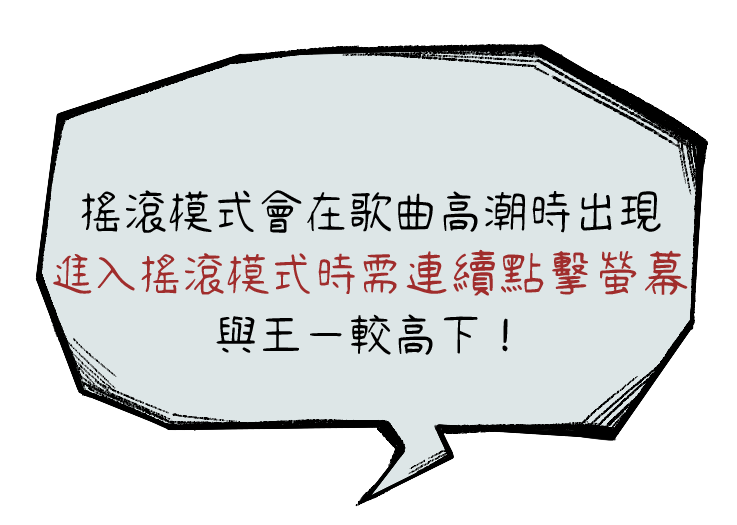 搖滾模式會在歌曲高潮時出現
進入搖滾模式時需連續點擊螢幕
與王一較高下！